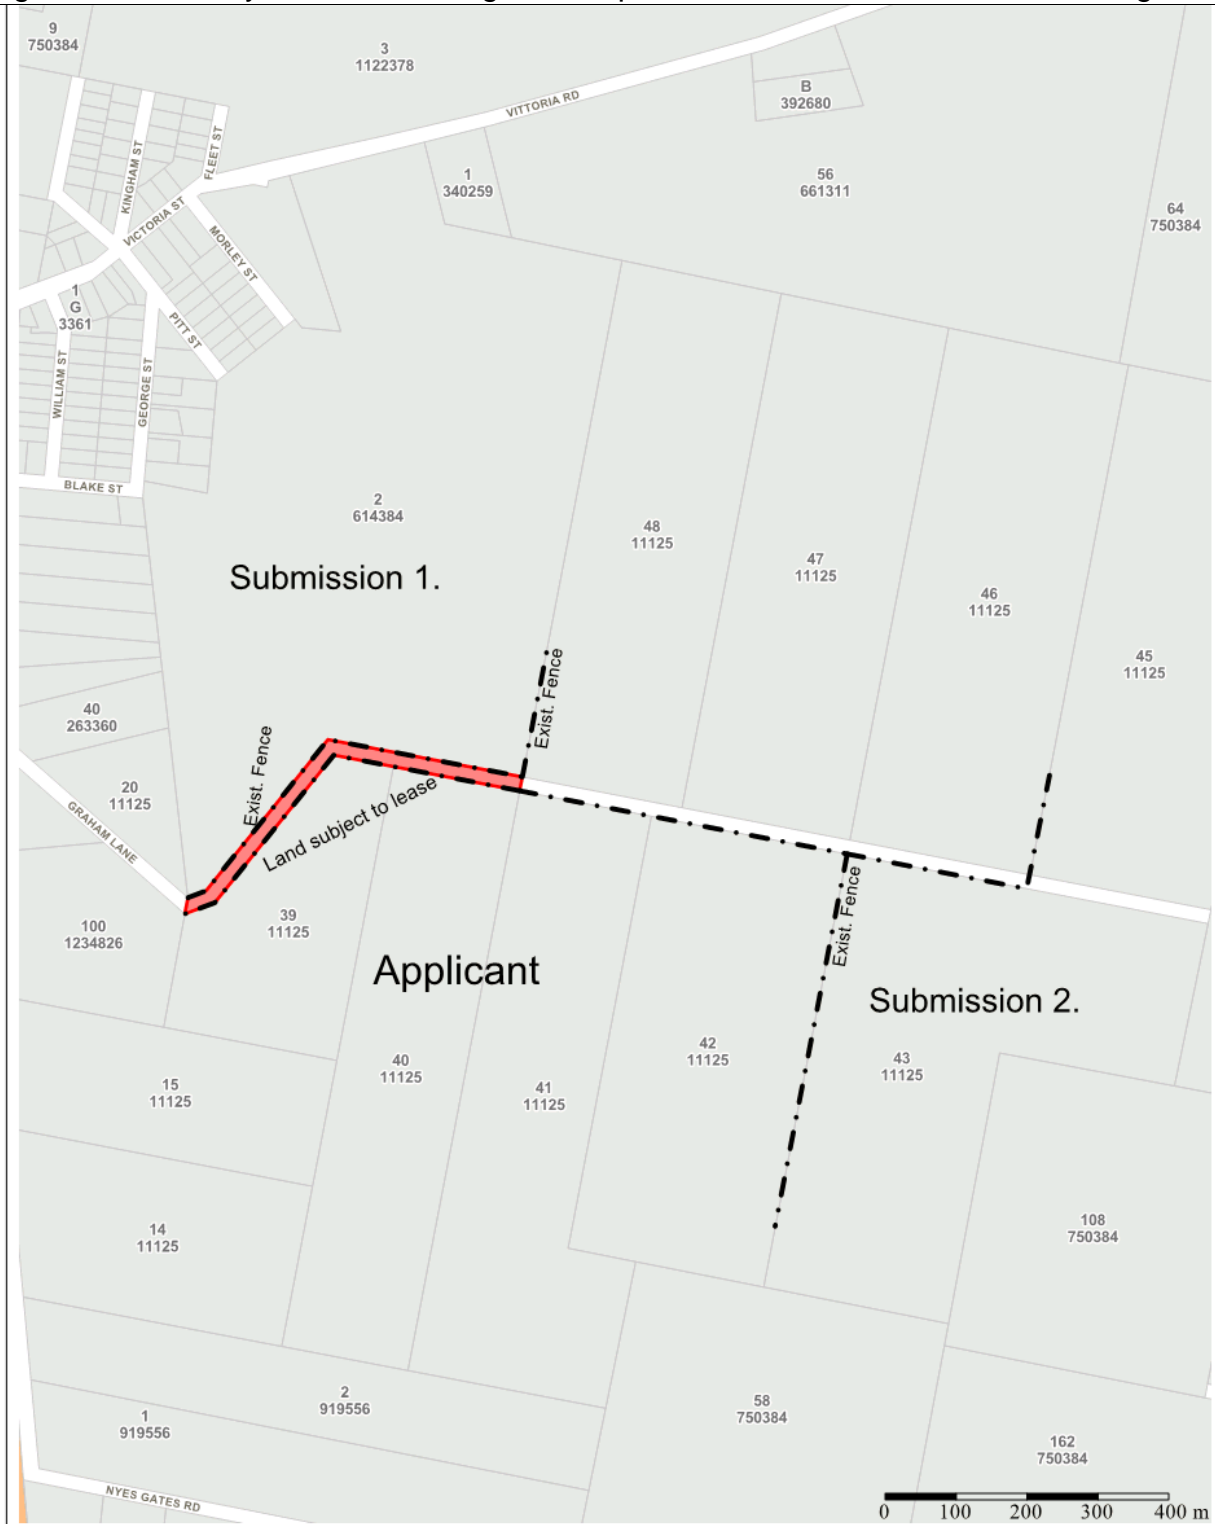 9
750384
3
1122378
VITTORIA RD
B
392680
KINGHAM ST
FLEET ST
1
340259
56
661311
64
750384
VICTORIA ST
MORLEY ST
1
G
3361
PITT ST
WILLIAM ST
GEORGE ST
BLAKE ST
2
614384
48
11125
47
11125
46
11125
Submission 1.
45
11125
Exist. Fence
40
263360
Exist. Fence
20
11125
GRAHAM LANE
Land subject to lease
39
11125
100
1234826
Exist. Fence
Applicant
Submission 2.
42
11125
40
11125
43
11125
15
11125
41
11125
14
11125
108
750384
2
919556
1
919556
58
750384
162
750384
NYES GATES RD
0 100 200 300 400 m